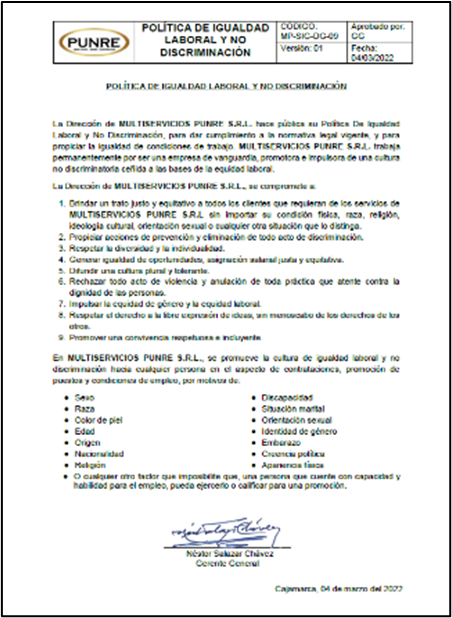 PUNRE
POLÍTICA DE IGUALDAD
LABORAL Y NO
DISCRIMINACIÓN
CÓDIGO:
MP-SIC-DG-09
Aprobado por:
GG
Versión: 01
Fecha:
04/03/2022
POLÍTICA DE IGUALDAD LABORAL Y NO DISCRIMINACIÓN
La Dirección de MULTISERVICIOS PUNRE S.R.L. hace pública su Política De Igualdad
Laboral y No Discriminación, para dar cumplimiento a la normativa legal vigente, y para
propiciar la igualdad de condiciones de trabajo. MULTISERVICIOS PUNRE S.R.L. trabaja
permanentemente por ser una empresa de vanguardia, promotora e impulsora de una cultura
no discriminatoria ceñida a las bases de la equidad laboral.
La Dirección de MULTISERVICIOS PUNRE S.R.L., se compromete a:
1. Brindar un trato justo y equitativo a todos los clientes que requieran de los servicios de
MULTISERVICIOS PUNRE S.R.L sin importar su condición física, raza, religión,
ideología cultural, orientación sexual o cualquier otra situación que lo distinga.
2. Propiciar acciones de prevención y eliminación de todo acto de discriminación.
3. Respetar la diversidad y la individualidad.
4. Generar igualdad de oportunidades, asignación salarial justa y equitativa.
5. Difundir una cultura plural y tolerante.
6. Rechazar todo acto de violencia y anulación de toda práctica que atente contra la
dignidad de las personas.
7. Impulsar la equidad de género y la equidad laboral.
8. Respetar el derecho a la libre expresión de ideas, sin menoscabo de los derechos de los
otros.
9. Promover una convivencia respetuosa e incluyente.
En MULTISERVICIOS PUNRE S.R.L., se promueve la cultura de igualdad laboral y no
discriminación hacia cualquier persona en el aspecto de contrataciones, promoción de
puestos y condiciones de empleo, por motivos de:
• Sexo
• Raza
• Color de piel
• Edad
• Origen
• Nacionalidad
• Religión
• Discapacidad
• Situación marital
• Orientación sexual
• Identidad de género
• Embarazo
• Creencia política
• Apariencia física
• O cualquier otro factor que imposibilite que, una persona que cuente con capacidad y
habilidad para el empleo, pueda ejercerlo o calificar para una promoción.
Néstor Salazar Chávez
Gerente General
Cajamarca, 04 de marzo del 2022